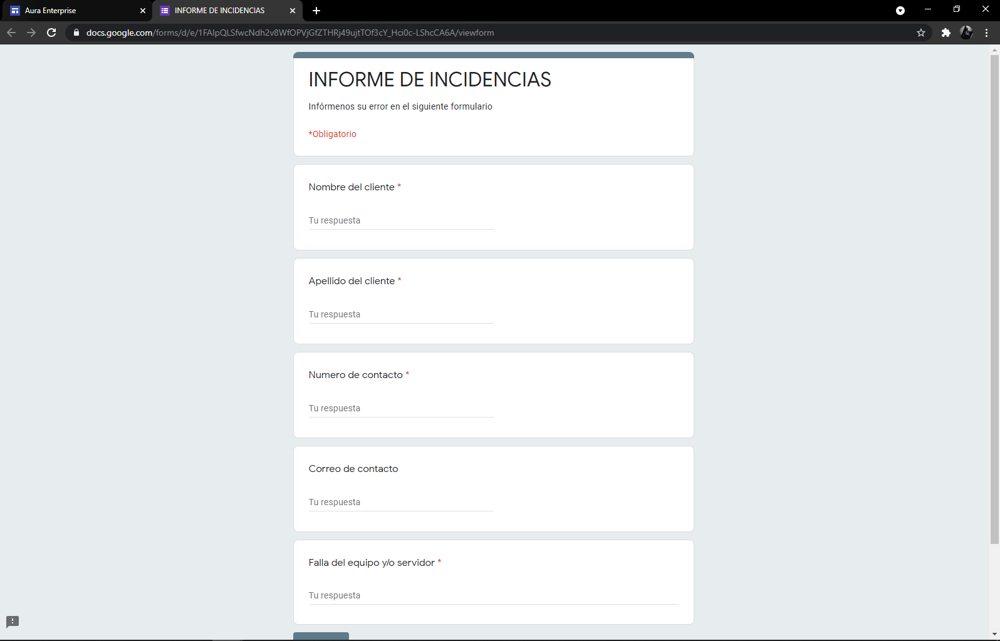 Aura Enterprise
INFORME DE INCIDENCIAS
docs.google.com/forms/d/e/1FAIpQLSfwcNdh2v8WfOPVjGfZTHRj49ujtTOf3cY_Hci0c-LShcCA6A/viewform
INFORME DE INCIDENCIAS
Infórmenos su error en el siguiente formulario
*Obligatorio
Nombre del cliente *
Tu respuesta
Apellido del cliente *
Tu respuesta
Numero de contacto *
Tu respuesta
Correo de contacto
Tu respuesta
Falla del equipo y/o servidor *
Tu respuesta